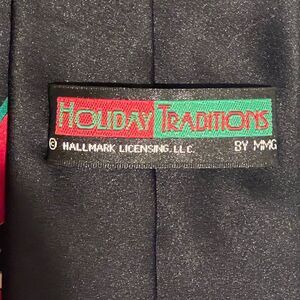 HOLIDAY TRADITIONS
© HALLMARK LICENSING, LLC. BY MMG